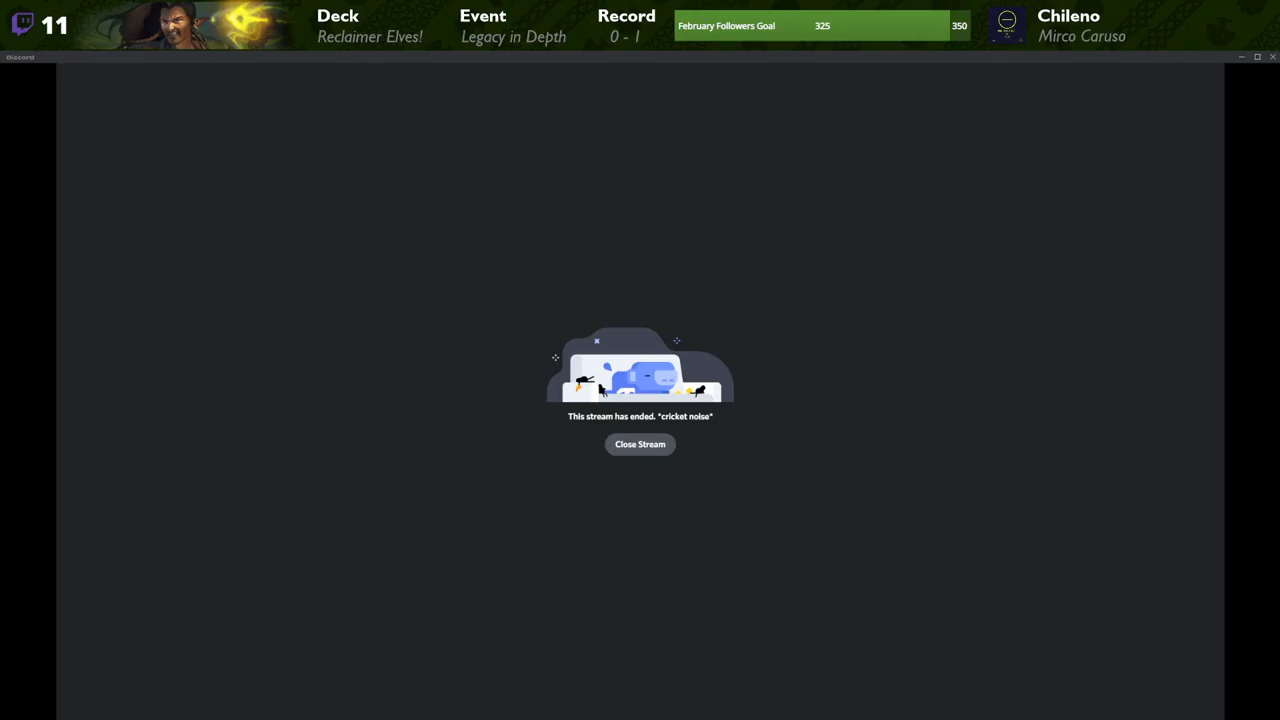 11
Deck
Reclaimer Elves!
Event
Legacy in Depth
Record
0 - 1
February Followers Goal 325 350
Chileno
Mirco Caruso
Discord
This stream has ended. *cricket noise*
Close Stream